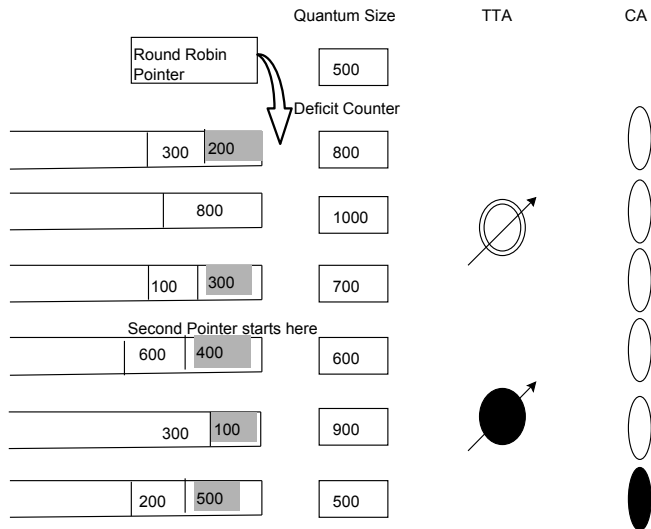 Quantum Size TTA CA
Round Robin
Pointer
500
Deficit Counter
300 200 800
800 1000
100 300 700
Second Pointer starts here
600 400 600
300 100 900
200 500 500